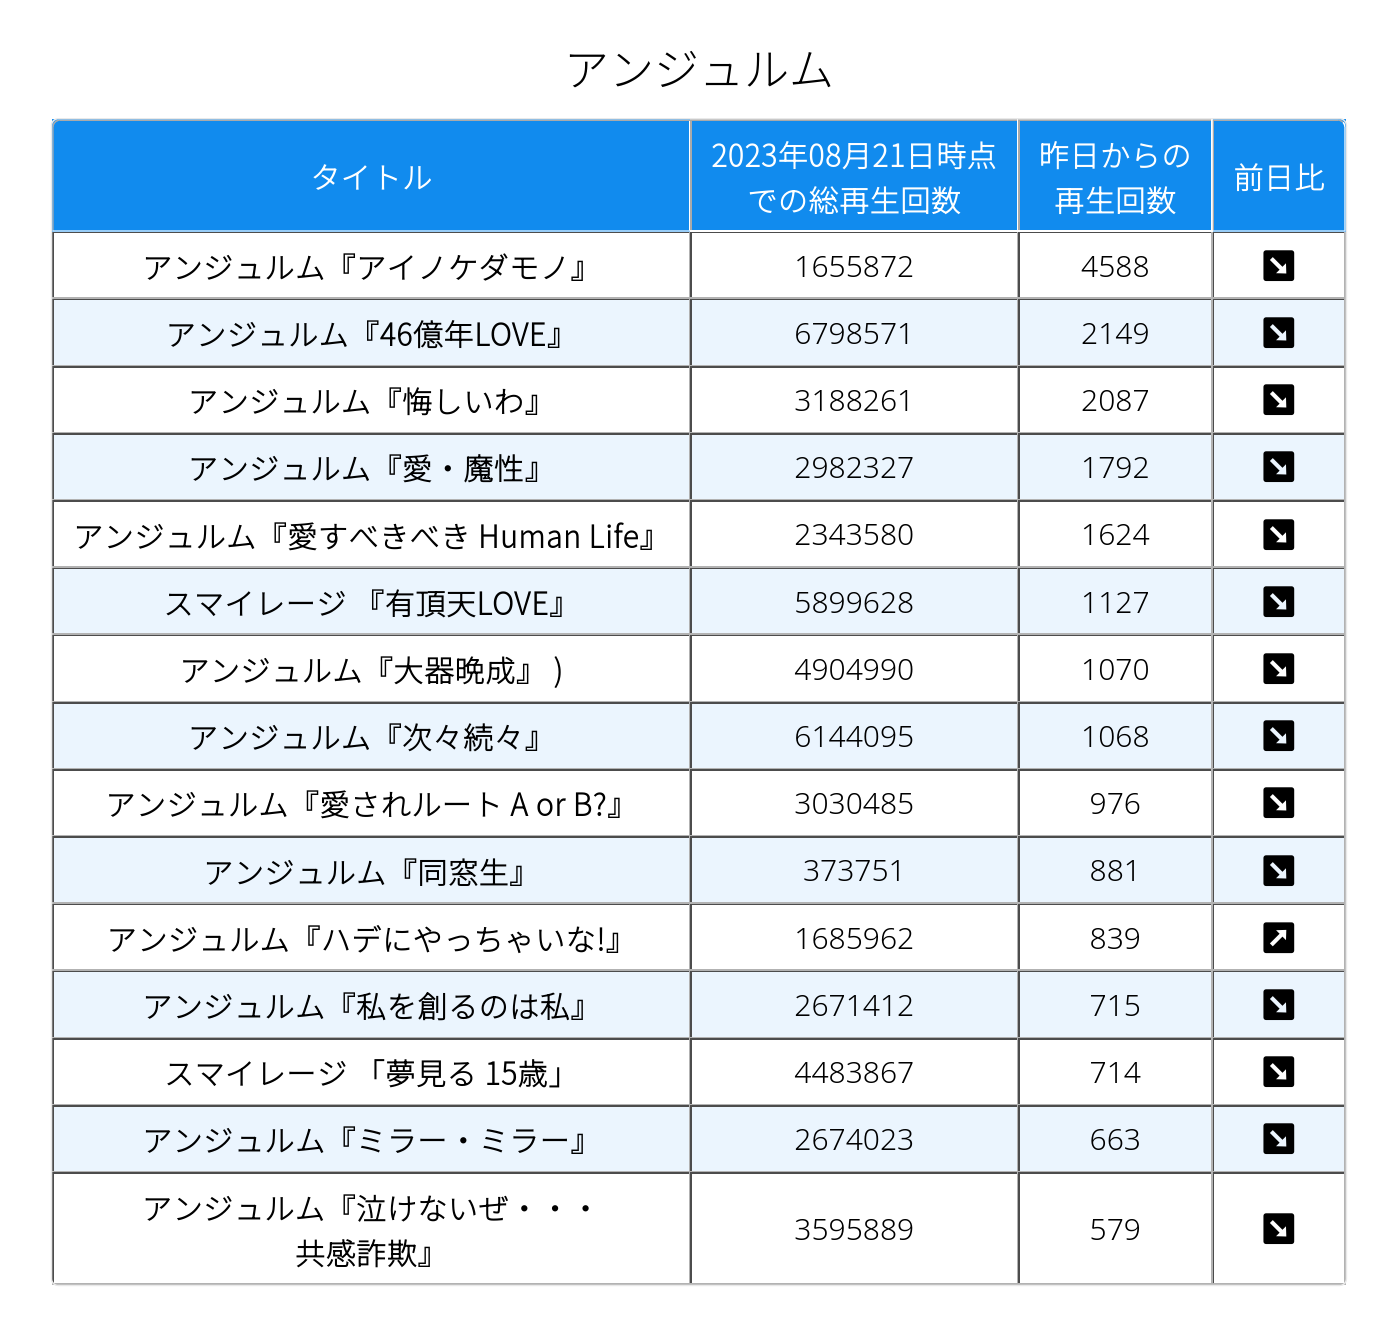 アンジュルム
タイトル
2023年08月21日時点
での総再生回数
昨日からの
再生回数
前日比
アンジュルム『アイノケダモノ』 1655872 4588 ↘
アンジュルム『46億年LOVE』 6798571 2149 ↘
アンジュルム『悔しいわ』 3188261 2087 ↘
アンジュルム『愛・魔性』 2982327 1792 ↘
アンジュルム『愛すべきべき Human Life』 2343580 1624 ↘
スマイレージ 『有頂天LOVE』 5899628 1127 ↘
アンジュルム『大器晩成』 ) 4904990 1070 ↘
アンジュルム『次々続々』 6144095 1068 ↘
アンジュルム『愛されルート A or B?』 3030485 976 ↘
アンジュルム『同窓生』 373751 881 ↘
アンジュルム『ハデにやっちゃいな!』 1685962 839 ↗
アンジュルム『私を創るのは私』 2671412 715 ↘
スマイレージ 「夢見る 15歳」 4483867 714 ↘
アンジュルム『ミラー・ミラー』 2674023 663 ↘
アンジュルム『泣けないぜ・・・
共感詐欺』 3595889 579 ↘